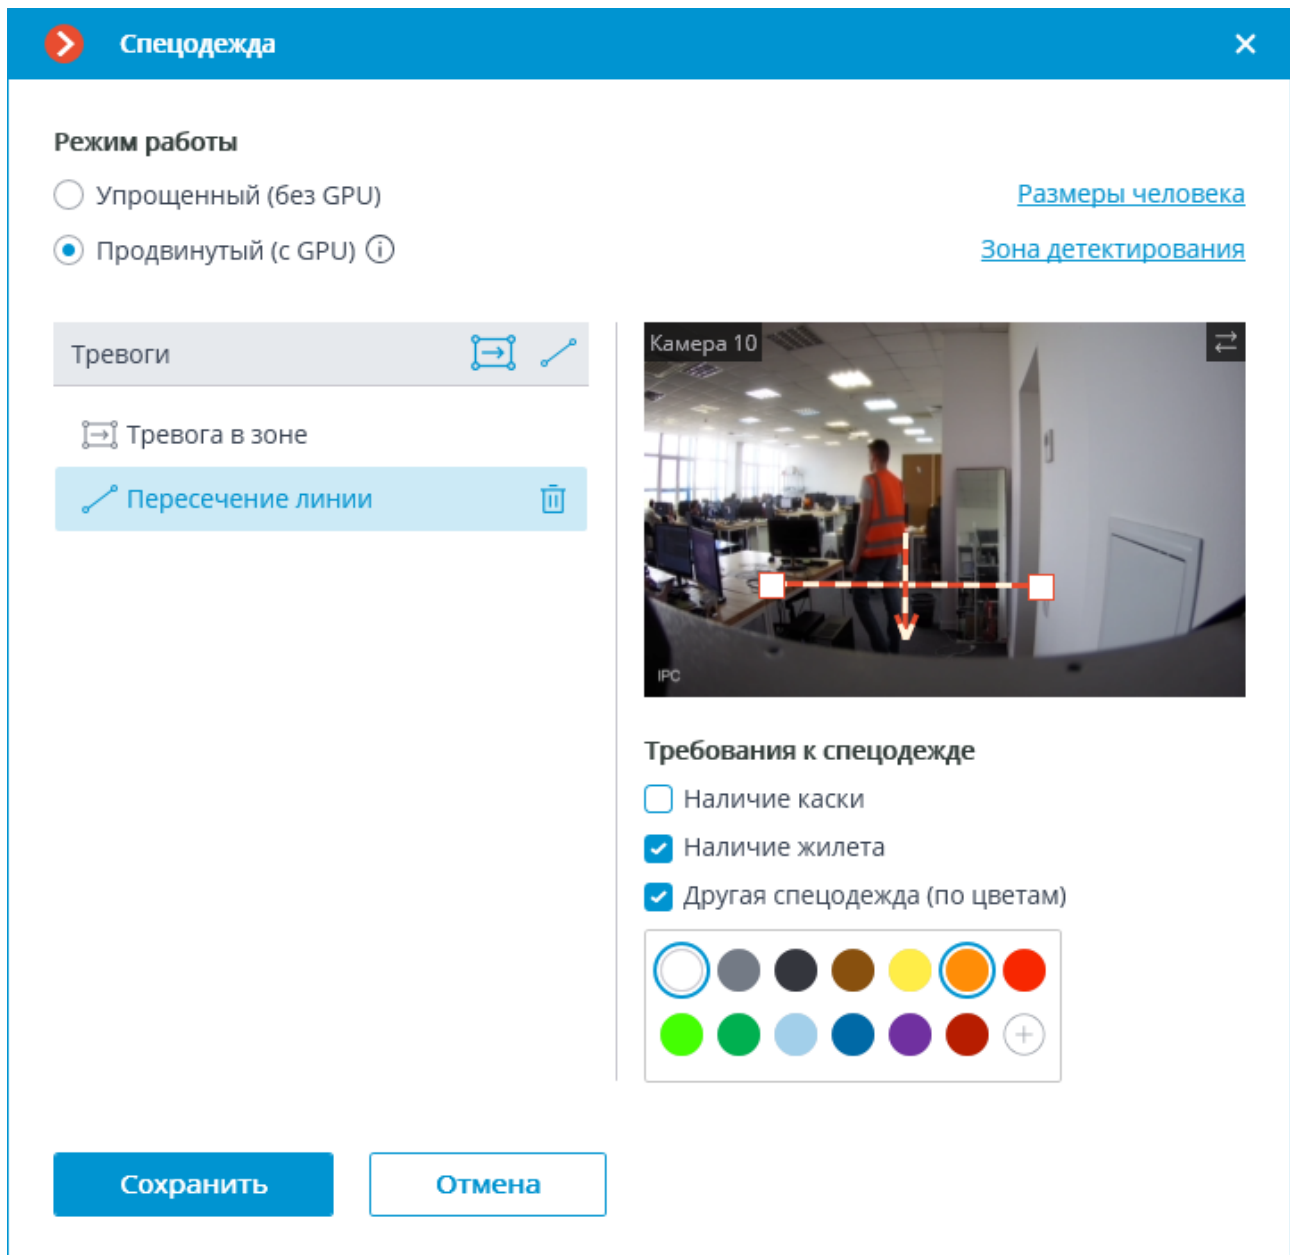 Спецодежда
Режим работы
Упрощенный (без GPU)
Размеры человека
Продвинутый (с GPU)
Зона детектирования
Тревоги
Тревога в зоне
Пересечение линии
Камера 10
IPC
Требования к спецодежде
Наличие каски
Наличие жилета
Другая спецодежда (по цветам)
Сохранить
Отмена